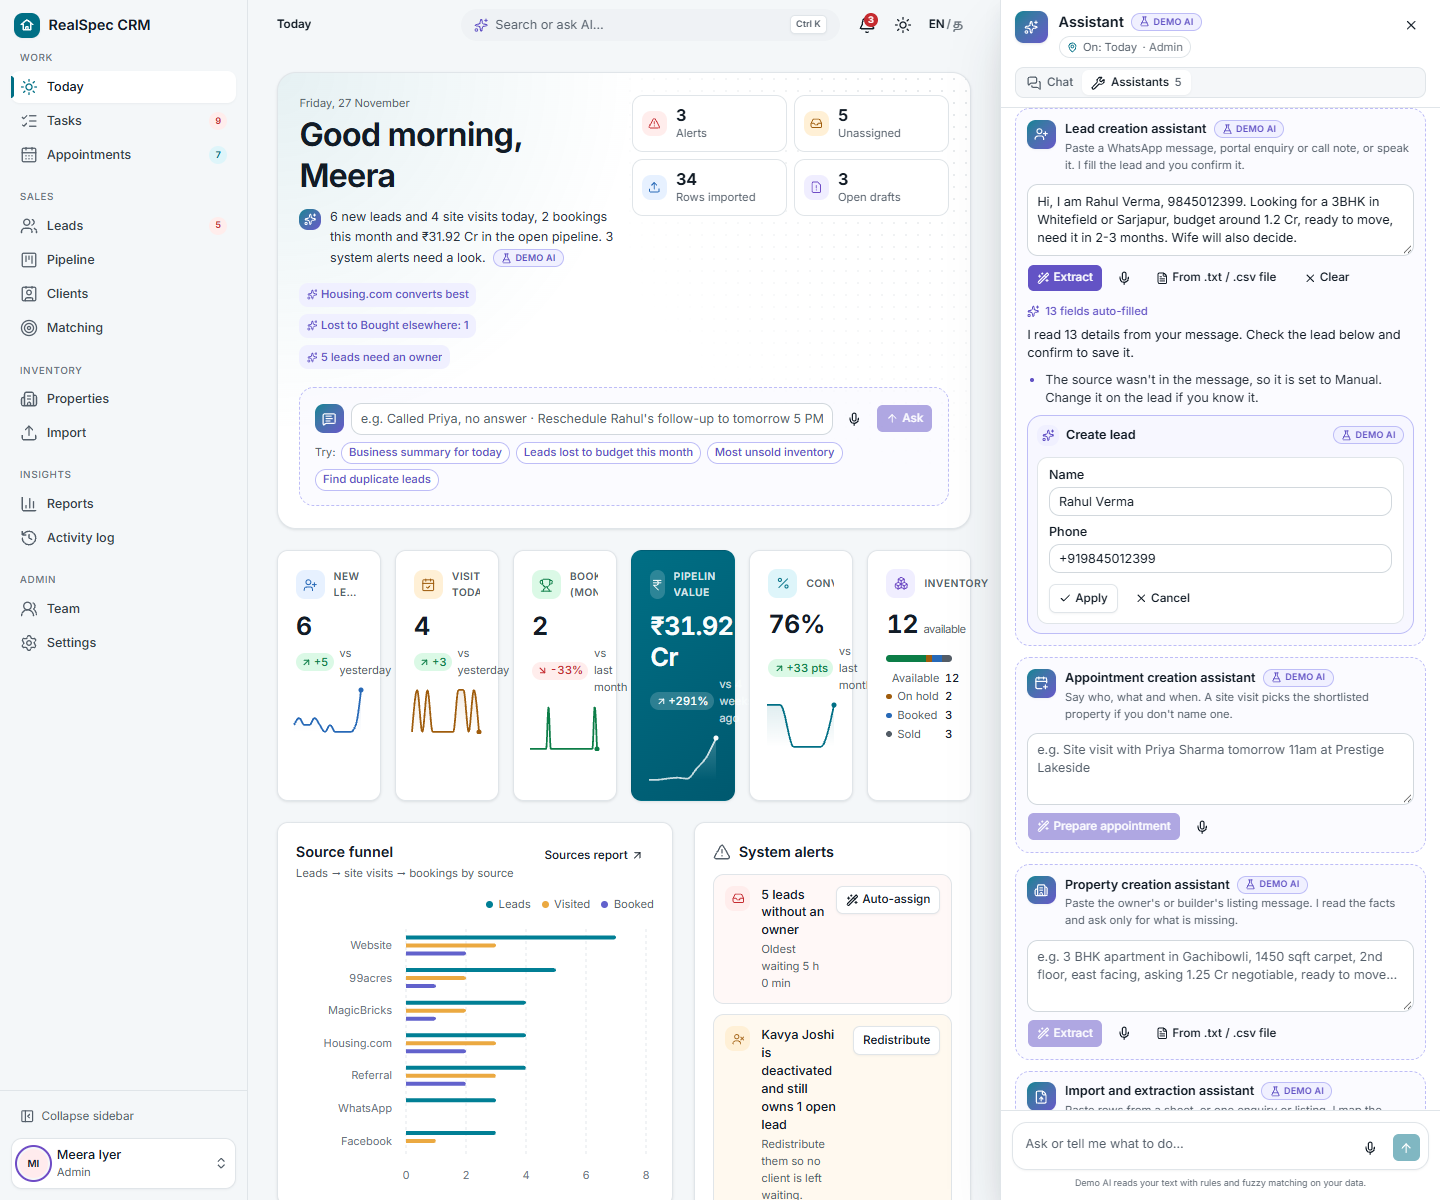 RealSpec CRM
WORK
Today
Tasks 9
Appointments 7
SALES
Leads 5
Pipeline
Clients
Matching
INVENTORY
Properties
Import
INSIGHTS
Reports
Activity log
ADMIN
Team
Settings
Collapse sidebar
MI
Meera Iyer
Admin
Today
Search or ask AI...
Ctrl K
3
EN / த
Friday, 27 November
Good morning,
Meera
6 new leads and 4 site visits today, 2 bookings
this month and ₹31.92 Cr in the open pipeline. 3
system alerts need a look. DEMO AI
3
Alerts
5
Unassigned
34
Rows imported
3
Open drafts
Housing.com converts best
Lost to Bought elsewhere: 1
5 leads need an owner
e.g. Called Priya, no answer · Reschedule Rahul's follow-up to tomorrow 5 PM
Ask
Try: Business summary for today Leads lost to budget this month Most unsold inventory
Find duplicate leads
NEW
LE...
6
+5
vs
yesterday
VISIT
TODA
4
+3
vs
yesterday
BOOK
(MON
2
-33%
vs
last
month
₹
PIPELIN
VALUE
₹31.92
Cr
+291%
vs
ago
CON
76%
+33 pts
vs
last
month
INVENTORY
12 available
Available 12
On hold 2
Booked 3
Sold 3
Source funnel
Sources report
Leads → site visits → bookings by source
Leads Visited Booked
Website
99acres
MagicBricks
Housing.com
Referral
WhatsApp
Facebook
0 2 4 6 8
System alerts
5 leads
without an
owner
Auto-assign
Oldest
waiting 5 h
0 min
Kavya Joshi
is
deactivated
and still
owns 1 open
lead
Redistribute
Redistribute
them so no
client is left
waiting.
Assistant DEMO AI
On: Today · Admin
Chat Assistants 5
Lead creation assistant DEMO AI
Paste a WhatsApp message, portal enquiry or call note, or speak
it. I fill the lead and you confirm it.
Hi, I am Rahul Verma, 9845012399. Looking for a 3BHK in
Whitefield or Sarjapur, budget around 1.2 Cr, ready to move,
need it in 2-3 months. Wife will also decide.
Extract From .txt / .csv file Clear
13 fields auto-filled
I read 13 details from your message. Check the lead below and
confirm to save it.
• The source wasn't in the message, so it is set to Manual.
Change it on the lead if you know it.
Create lead DEMO AI
Name
Rahul Verma
Phone
+919845012399
Apply Cancel
Appointment creation assistant DEMO AI
Say who, what and when. A site visit picks the shortlisted
property if you don't name one.
e.g. Site visit with Priya Sharma tomorrow 11am at Prestige
Lakeside
Prepare appointment
Property creation assistant DEMO AI
Paste the owner's or builder's listing message. I read the facts
and ask only for what is missing.
e.g. 3 BHK apartment in Gachibowli, 1450 sqft carpet, 2nd
floor, east facing, asking 1.25 Cr negotiable, ready to move...
Extract From .txt / .csv file
Import and extraction assistant DEMO AI
Paste rows from a sheet, or one enquiry or listing. I map the
Ask or tell me what to do...
Demo AI reads your text with rules and fuzzy matching on your data.